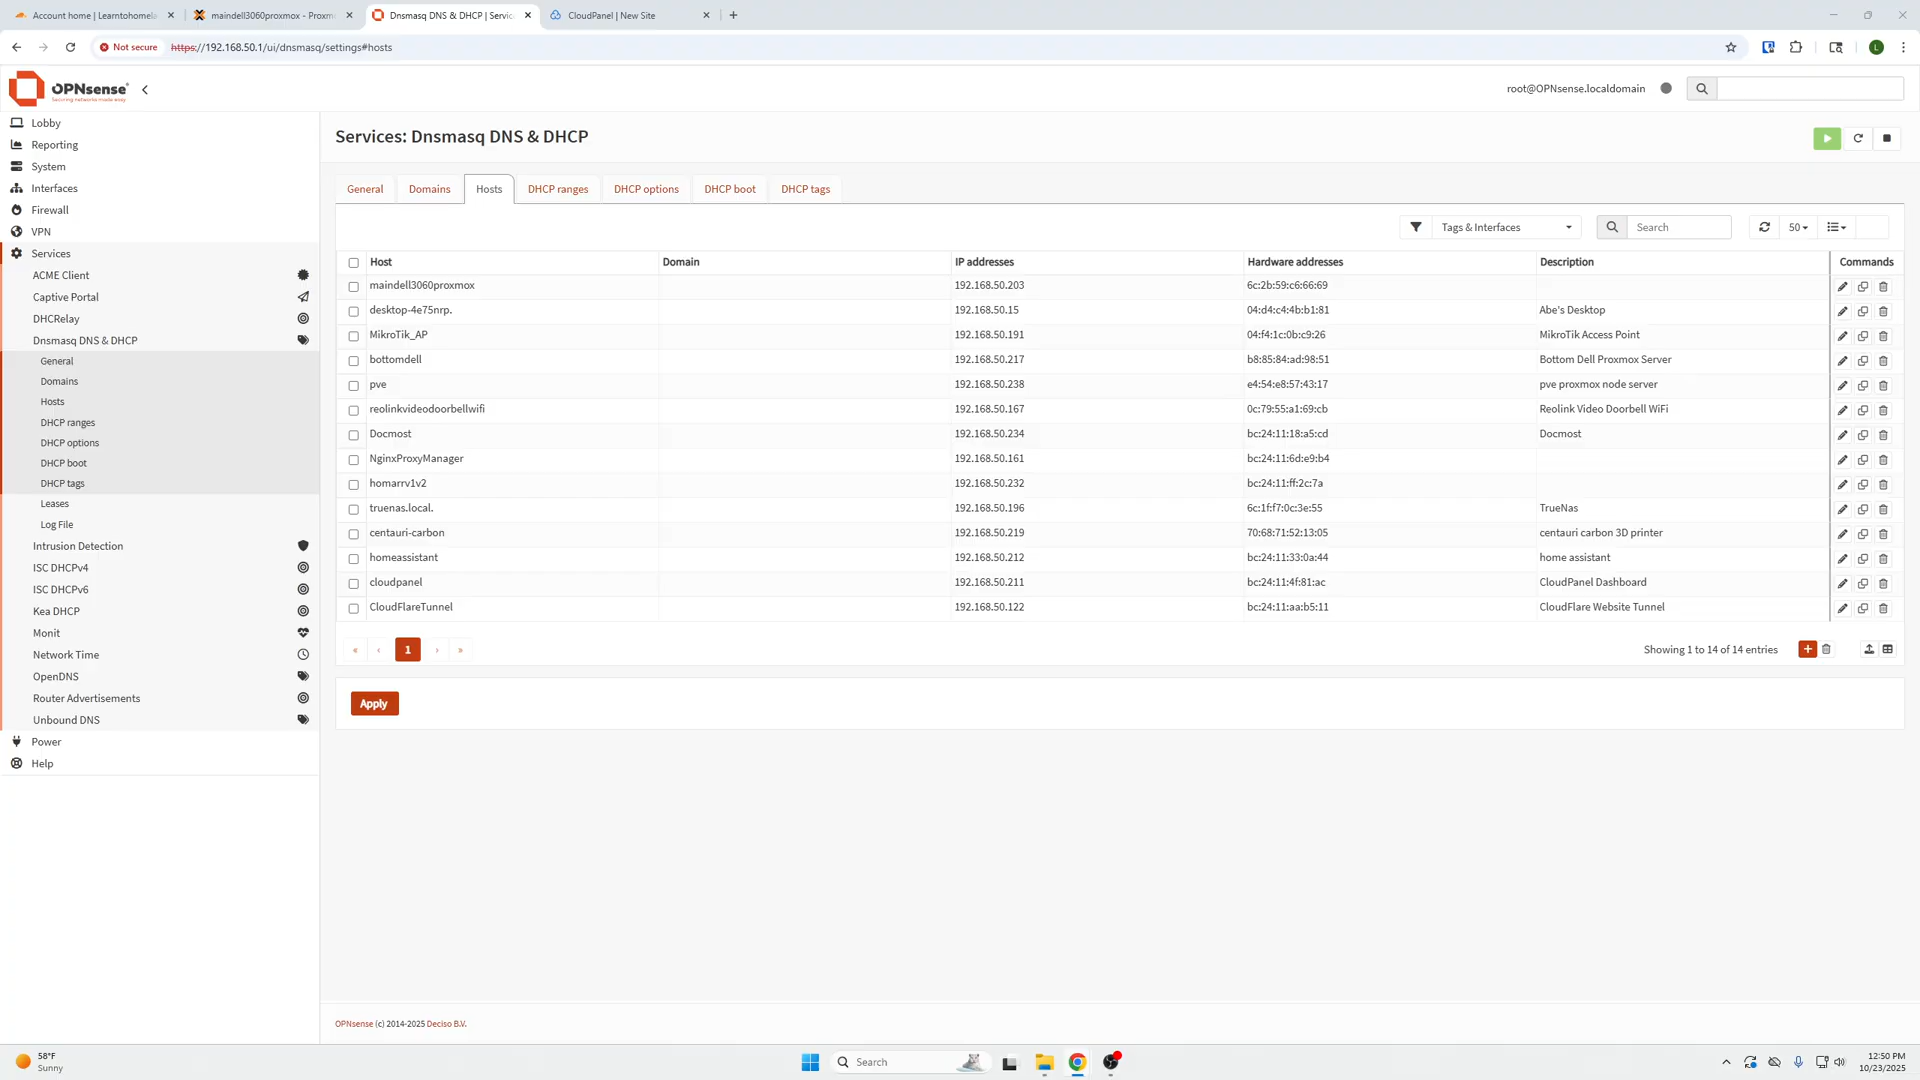 Account home | Learntohomela
maindell3060proxmox - Proxm
Dnsmasq DNS & DHCP | Servic
CloudPanel | New Site
Not secure
https://192.168.50.1/ui/dnsmasq/settings#hosts
L
OPNsense
Securing networks made easy
root@OPNsense.localdomain
Lobby
Reporting
System
Interfaces
Firewall
VPN
Services
ACME Client
Captive Portal
DHCRelay
Dnsmasq DNS & DHCP
General
Domains
Hosts
DHCP ranges
DHCP options
DHCP boot
DHCP tags
Leases
Log File
Intrusion Detection
ISC DHCPv4
ISC DHCPv6
Kea DHCP
Monit
Network Time
OpenDNS
Router Advertisements
Unbound DNS
Power
Help
Services: Dnsmasq DNS & DHCP
General Domains Hosts DHCP ranges DHCP options DHCP boot DHCP tags
Tags & Interfaces Search 50
Host Domain IP addresses Hardware addresses Description Commands
maindell3060proxmox 192.168.50.203 6c:2b:59:c6:66:69
desktop-4e75nrp. 192.168.50.15 04:d4:c4:4b:b1:81 Abe's Desktop
MikroTik_AP 192.168.50.191 04:f4:1c:0b:c9:26 MikroTik Access Point
bottomdell 192.168.50.217 b8:85:84:ad:98:51 Bottom Dell Proxmox Server
pve 192.168.50.238 e4:54:e8:57:43:17 pve proxmox node server
reolinkvideodoorbellwifi 192.168.50.167 0c:79:55:a1:69:cb Reolink Video Doorbell WiFi
Docmost 192.168.50.234 bc:24:11:18:a5:cd Docmost
NginxProxyManager 192.168.50.161 bc:24:11:6d:e9:b4
homarrv1v2 192.168.50.232 bc:24:11:ff:2c:7a
truenas.local. 192.168.50.196 6c:1f:f7:0c:3e:55 TrueNas
centauri-carbon 192.168.50.219 70:68:71:52:13:05 centauri carbon 3D printer
homeassistant 192.168.50.212 bc:24:11:33:0a:44 home assistant
cloudpanel 192.168.50.211 bc:24:11:4f:81:ac CloudPanel Dashboard
CloudFlareTunnel 192.168.50.122 bc:24:11:aa:b5:11 CloudFlare Website Tunnel
« ‹ 1 › »
Showing 1 to 14 of 14 entries
Apply
OPNsense (c) 2014-2025 Deciso B.V.
58°F
Sunny
Search
12:50 PM
10/23/2025